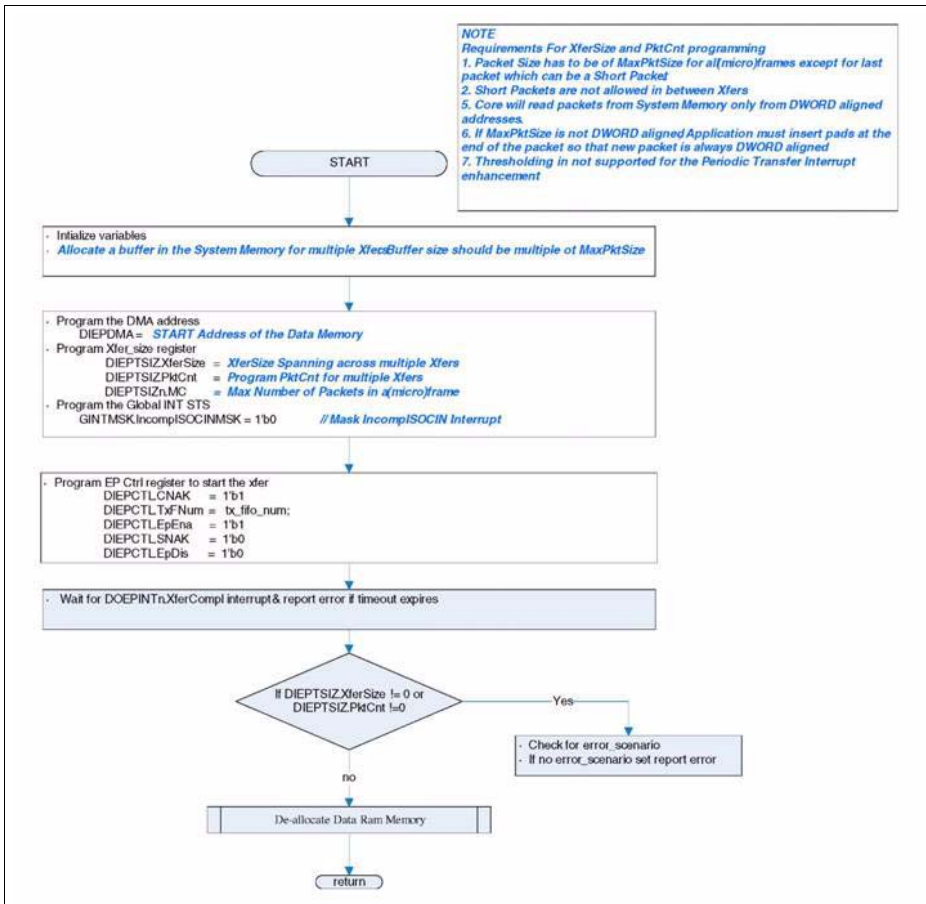 NOTE
Requirements For XferSize and PktCnt programming
1. Packet Size has to be of MaxPktSize for all(micro)frames except for last
packet which can be a Short Packet
2. Short Packets are not allowed in between Xfers
5. Core will read packets from System Memory only from DWORD aligned
addresses.
6. If MaxPktSize is not DWORD aligned Application must insert pads at the
end of the packet so that new packet is always DWORD aligned
7. Thresholding in not supported for the Periodic Transfer Interrupt
enhancement
START
· Intialize variables
· Allocate a buffer in the System Memory for multiple XfersBuffer size should be multiple of MaxPktSize
· Program the DMA address
DIEPDMA = START Address of the Data Memory
· Program Xfer_size register
DIEPTSIZ.XferSize = XferSize Spanning across multiple Xfers
DIEPTSIZ.PktCnt = Program PktCnt for multiple Xfers
DIEPTSIZn.MC = Max Number of Packets in a(micro)frame
· Program the Global INT STS
GINTMSK.IncompISOCINMSK = 1'b0 // Mask IncompISOCIN Interrupt
· Program EP Ctrl register to start the xfer
DIEPCTL.CNAK = 1'b1
DIEPCTL.TxFNum = tx_fifo_num;
DIEPCTL.EpEna = 1'b1
DIEPCTL.SNAK = 1'b0
DIEPCTL.EpDis = 1'b0
· Wait for DOEPINTn.XferCompl interrupt & report error if timeout expires
If DIEPTSIZ.XferSize != 0 or
DIEPTSIZ.PktCnt !=0
Yes
· Check for error_scenario
· If no error_scenario set report error
no
De-allocate Data Ram Memory
return